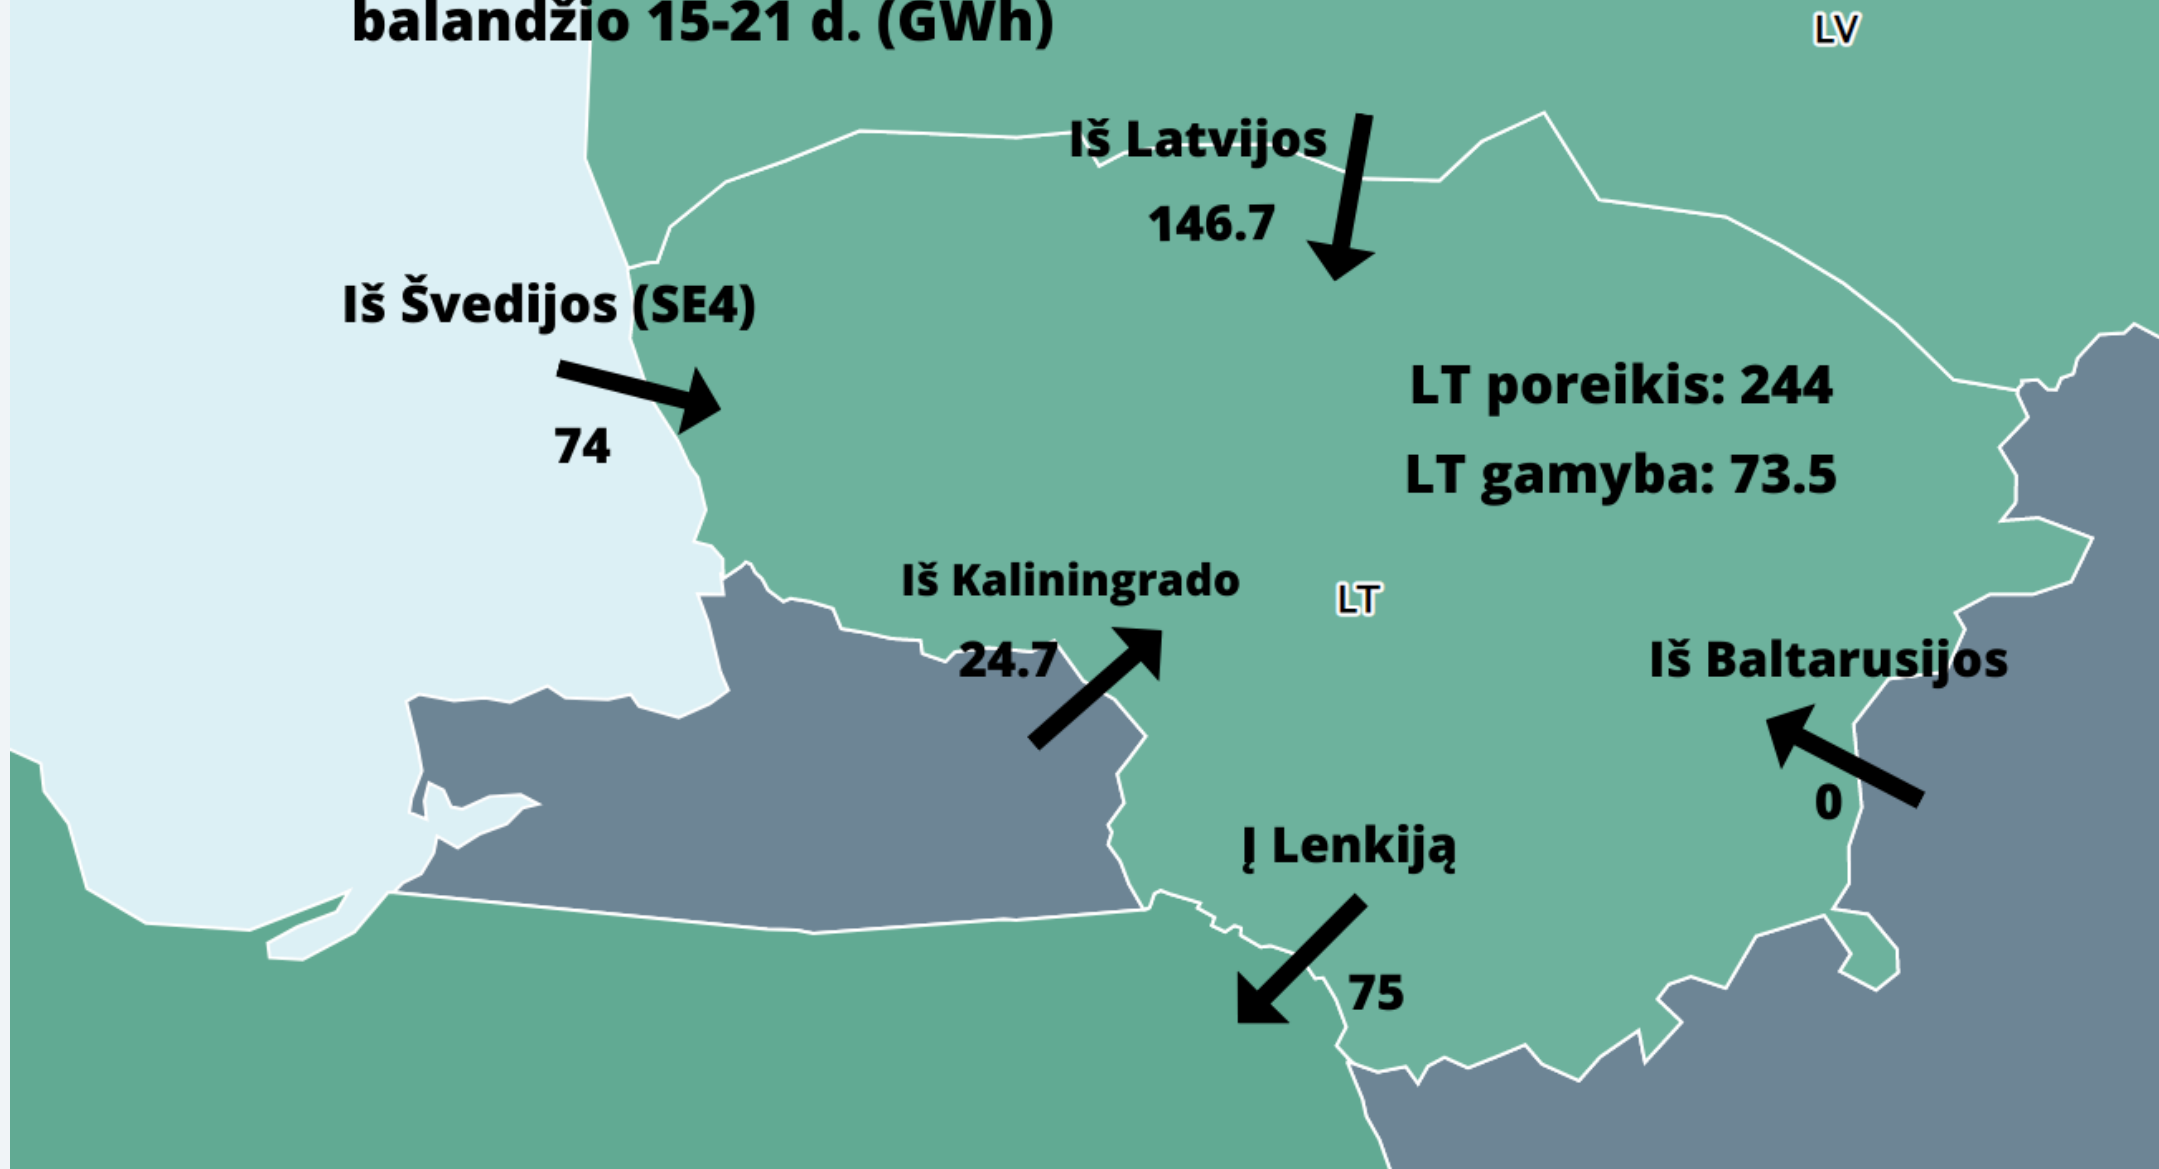 balandžio 15-21 d. (GWh)
LV
Iš Latvijos
146.7
Iš Švedijos (SE4)
74
LT poreikis: 244
LT gamyba: 73.5
Iš Kaliningrado
24.7
LT
Iš Baltarusijos
0
Į Lenkiją
75